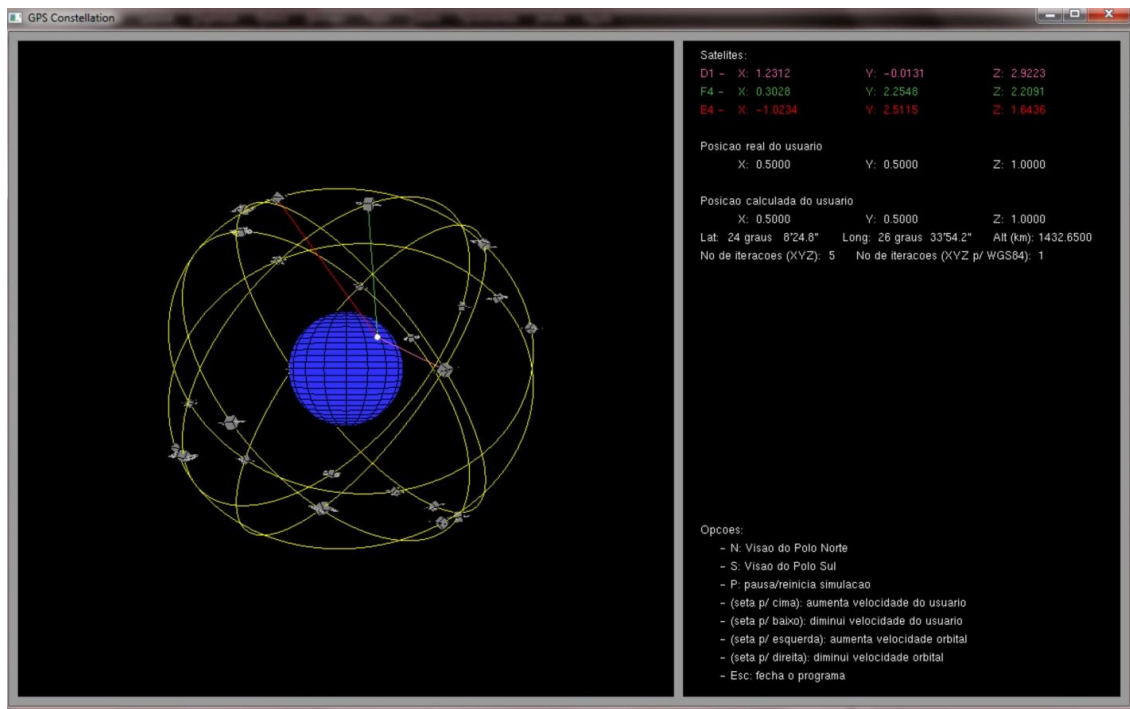 GPS Constellation
Satelites:
D1 - X: 1.2312 Y: -0.0131 Z: 2.9223
F4 - X: 0.3028 Y: 2.2548 Z: 2.2091
E4 - X: -1.0234 Y: 2.5115 Z: 1.6436
Posicao real do usuario
X: 0.5000 Y: 0.5000 Z: 1.0000
Posicao calculada do usuario
X: 0.5000 Y: 0.5000 Z: 1.0000
Lat: 24 graus 8'24.8" Long: 26 graus 33'54.2" Alt (km): 1432.6500
No de iteracoes (XYZ): 5 No de iteracoes (XYZ p/ WGS84): 1
Opcoes:
- N: Visao do Polo Norte
- S: Visao do Polo Sul
- P: pausa/reinicia simulacao
- (seta p/ cima): aumenta velocidade do usuario
- (seta p/ baixo): diminui velocidade do usuario
- (seta p/ esquerda): aumenta velocidade orbital
- (seta p/ direita): diminui velocidade orbital
- Esc: fecha o programa